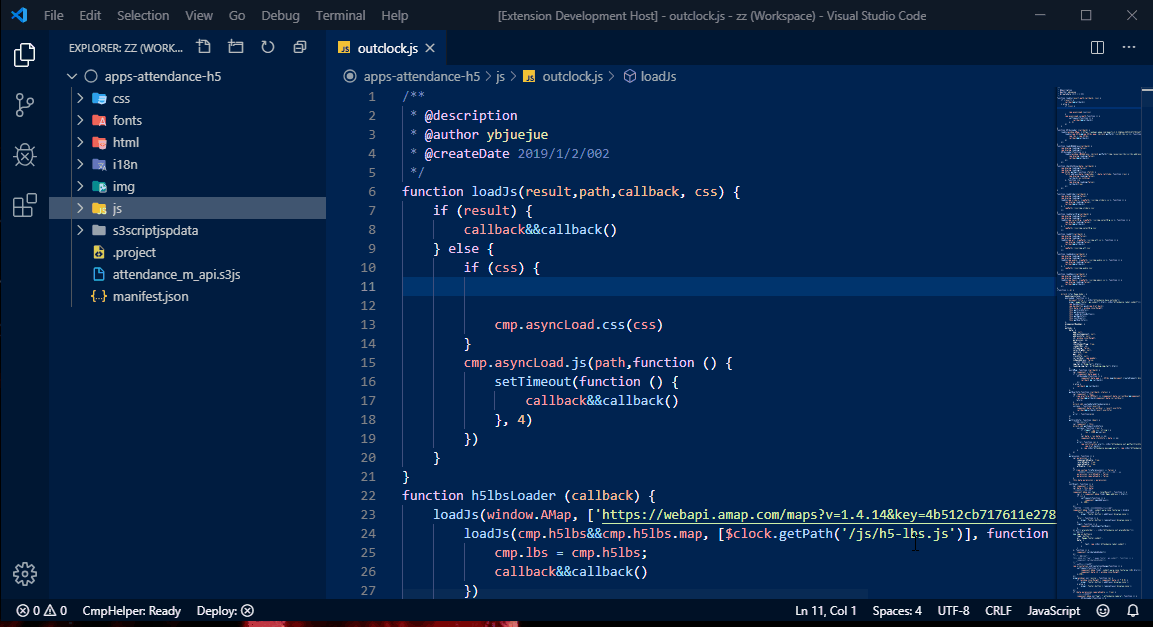 File Edit Selection View Go Debug Terminal Help [Extension Development Host] - outclock.js - zz (Workspace) - Visual Studio Code
EXPLORER: ZZ (WORK...
apps-attendance-h5
css
fonts
html
i18n
img
js
s3scriptjspdata
.project
attendance_m_api.s3js
manifest.json
JS outclock.js
apps-attendance-h5 > js > JS outclock.js > loadJs
1 /**
2 * @description
3 * @author ybjuejue
4 * @createDate 2019/1/2/002
5 */
6 function loadJs(result,path,callback, css) {
7 if (result) {
8 callback&&callback()
9 } else {
10 if (css) {
11
12
13 cmp.asyncLoad.css(css)
14 }
15 cmp.asyncLoad.js(path,function () {
16 setTimeout(function () {
17 callback&&callback()
18 }, 4)
19 })
20 }
21 }
22 function h5lbsLoader (callback) {
23 loadJs(window.AMap, ['https://webapi.amap.com/maps?v=1.4.14&key=4b512cb717611e278
24 loadJs(cmp.h5lbs&&cmp.h5lbs.map, [$clock.getPath('/js/h5-lbs.js')], function
25 cmp.lbs = cmp.h5lbs;
26 callback&&callback()
27 })
0 0 CmpHelper: Ready Deploy: Ln 11, Col 1 Spaces: 4 UTF-8 CRLF JavaScript